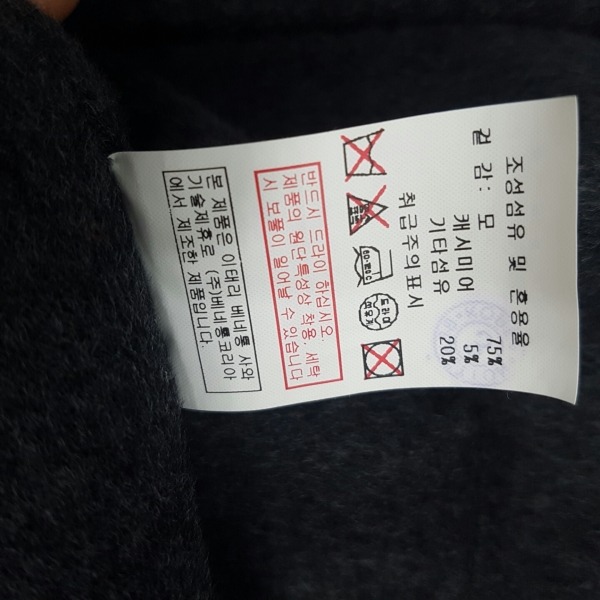 조성섬유 및 혼용율
겉 감: 모 75%
캐시미어 5%
기타섬유 20%
취급주의표시
드라이
반드시 드라이 하십시오.
제품의 원단특성상 착용, 세탁
시 보풀이 일어날 수 있습니다
본 제품은 이태리 베네통 사와
기술제휴로 (주)베네통코리아
에서 제조한 제품입니다.